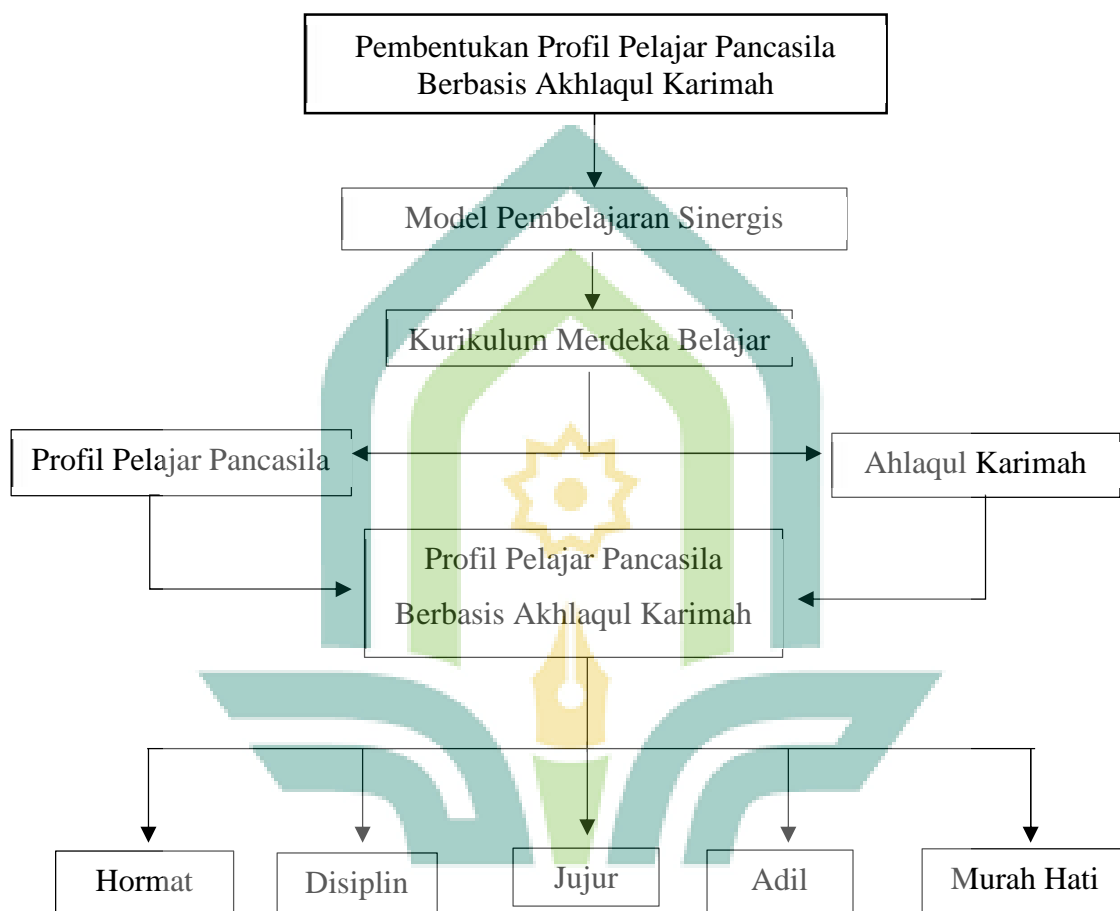 Pembentukan Profil Pelajar Pancasila
Berbasis Akhlaqul Karimah
Model Pembelajaran Sinergis
Kurikulum Merdeka Belajar
Profil Pelajar Pancasila
Ahlaqul Karimah
Profil Pelajar Pancasila
Berbasis Akhlaqul Karimah
Hormat
Disiplin
Jujur
Adil
Murah Hati